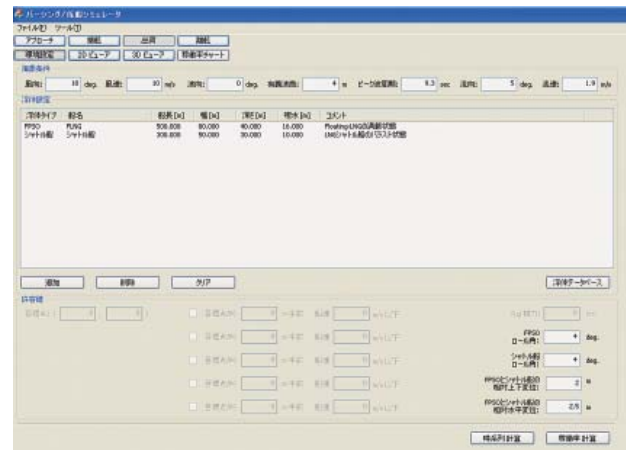 バーシング/係船シミュレータ
ファイル(F) ツール(T)
アプローチ 接舷 出荷 離舷
環境設定 2Dビューア 3Dビューア 稼働率チャート
海象条件
風向: 10 deg. 風速: 10 m/s 波向: 0 deg. 有義波高: 4 m ピーク波周期: 9.3 sec 流向: 5 deg. 流速: 1.9 m/s
浮体設定
浮体タイプ 船名 船長[m] 幅[m] 深さ[m] 喫水[m] コメント
FPSO FLNG 500.000 80.000 40.000 16.000 Floating LNGの満載状態
シャトル船 シャトル船 300.000 50.000 30.000 10.000 LNGシャトル船のバラスト状態
追加 削除 クリア 浮体データベース
許容値
FPSO ロール角: 4 deg.
シャトル船 ロール角: 4 deg.
FPSOとシャトル船の 相対上下変位: 2 m
FPSOとシャトル船の 相対水平変位: 2.5 m
時系列計算 稼働率計算